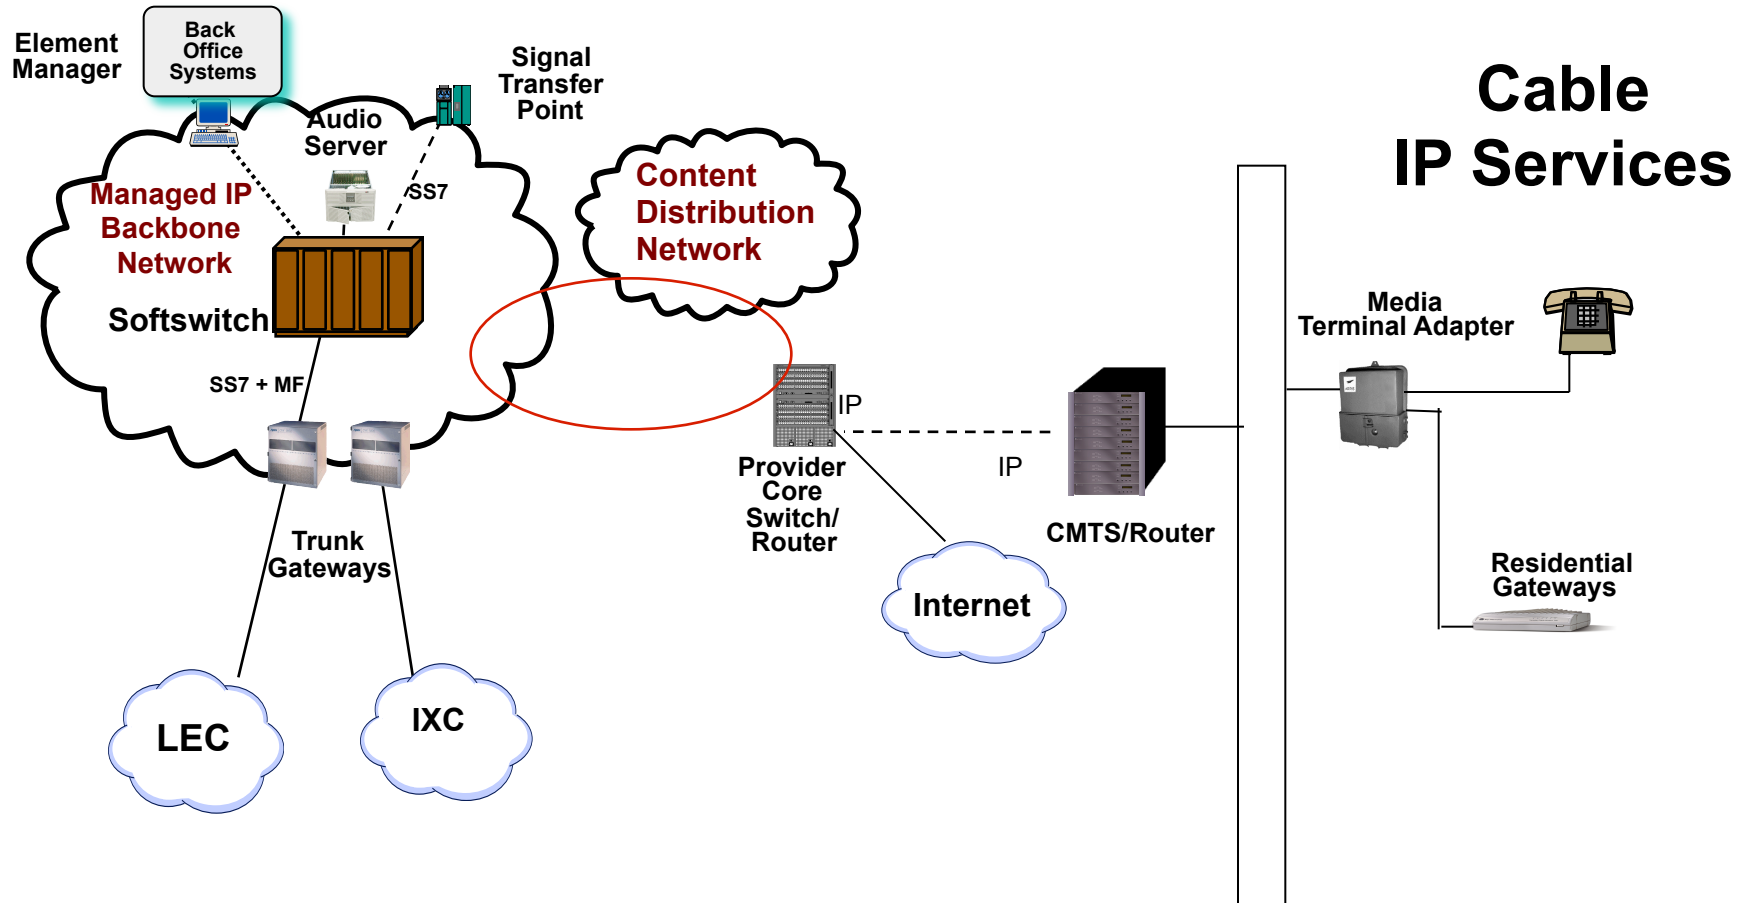 Element
Manager
Back
Office
Systems
Signal
Transfer
Point
Audio
Server
SS7
Managed IP
Backbone
Network
Softswitch
SS7 + MF
Trunk
Gateways
LEC
IXC
Content
Distribution
Network
IP
Provider
Core
Switch/
Router
IP
Internet
CMTS/Router
Cable
IP Services
Media
Terminal Adapter
Residential
Gateways